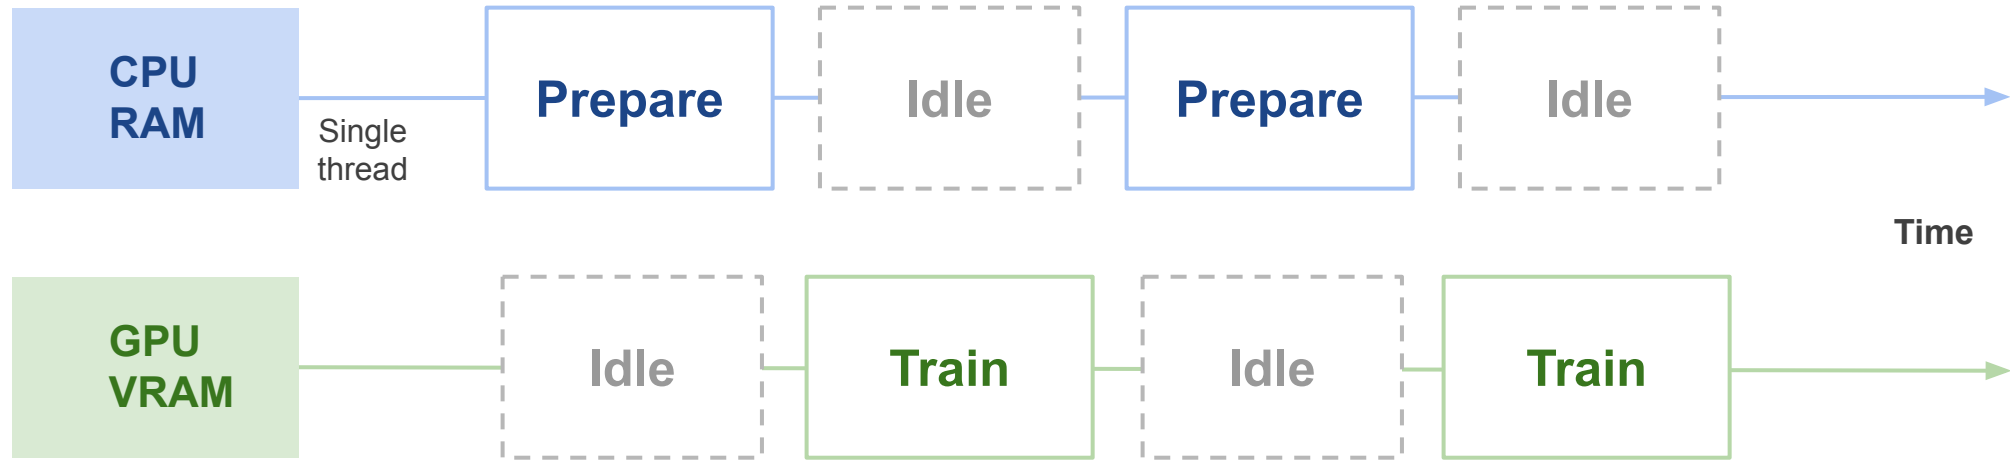 CPU
RAM
Single
thread
Prepare
Idle
Prepare
Idle
Time
GPU
VRAM
Idle
Train
Idle
Train